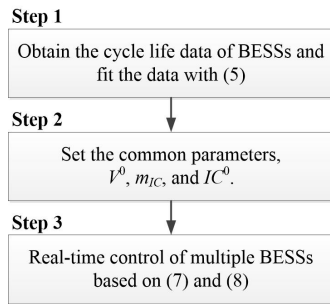 Step 1
Obtain the cycle life data of BESSs and
fit the data with (5)
Step 2
Set the common parameters,
V⁰, m_IC, and IC⁰.
Step 3
Real-time control of multiple BESSs
based on (7) and (8)